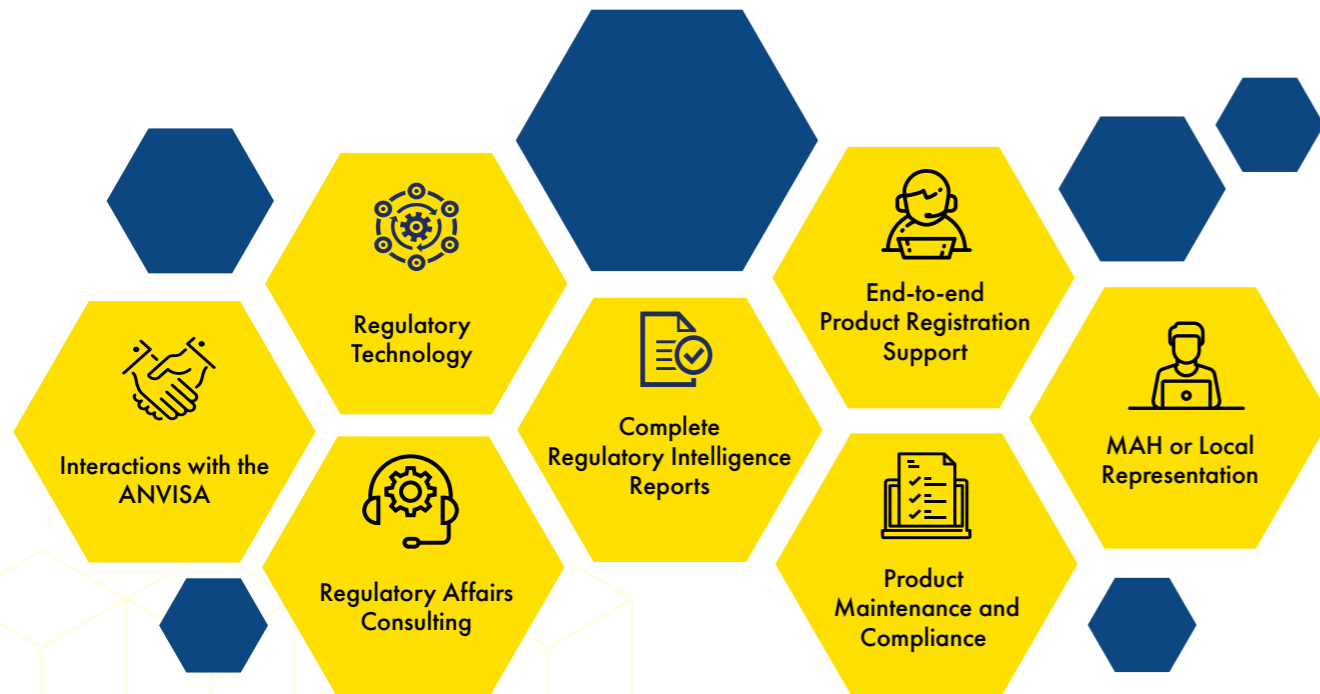 Regulatory
Technology
End-to-end
Product Registration
Support
Interactions with the
ANVISA
Complete
Regulatory Intelligence
Reports
MAH or Local
Representation
Regulatory Affairs
Consulting
Product
Maintenance and
Compliance